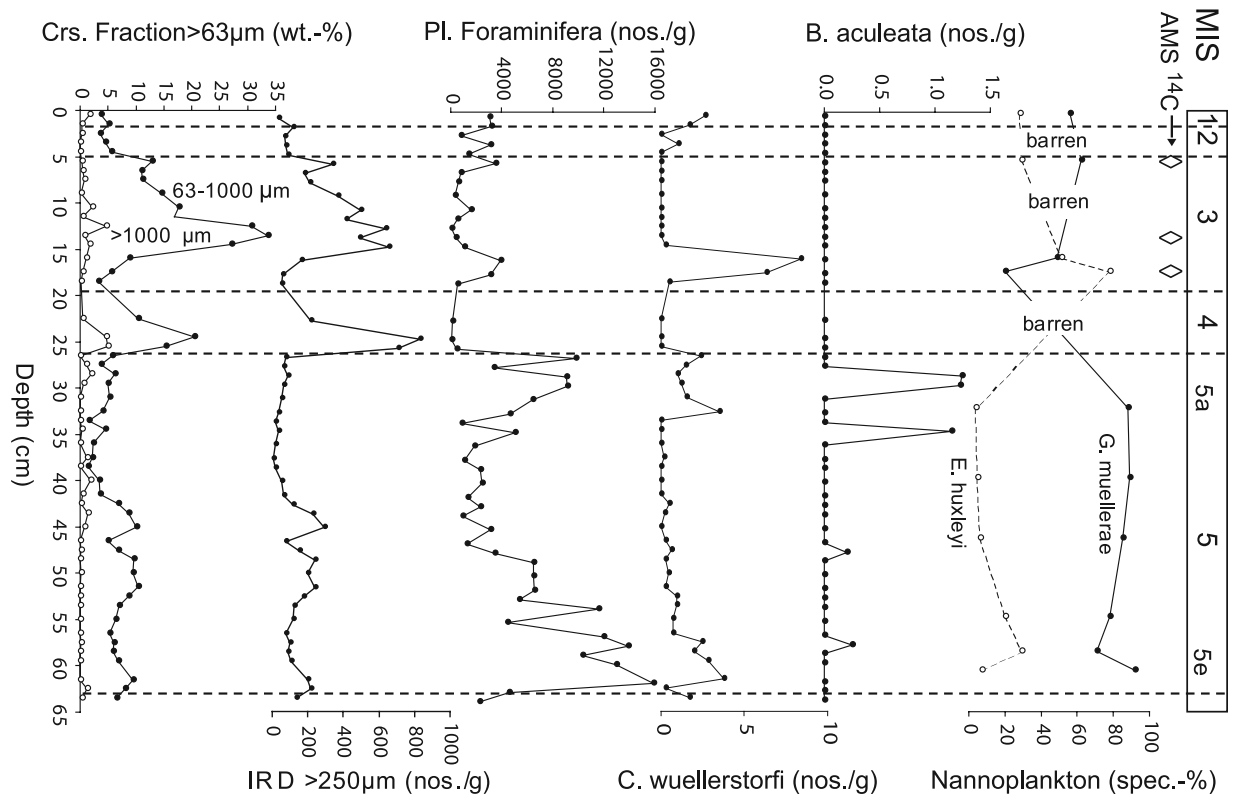 Crs. Fraction>63µm (wt.-%)
Pl. Foraminifera (nos./g)
B. aculeata (nos./g)
MIS
AMS ¹⁴C
0 5 10 15 20 25 30 35
0 4000 8000 12000 16000
0.0 0.5 1.0 1.5
0
5
10
15
20
25
30
35
40
45
50
55
60
65
Depth (cm)
63-1000 µm
>1000 µm
barren
barren
barren
E. huxleyi
G. muellerae
1
2
3
4
5a
5
5e
0 200 400 600 800 1000
0 5 10
0 20 40 60 80 100
IRD >250µm (nos./g)
C. wuellerstorfi (nos./g)
Nannoplankton (spec.-%)